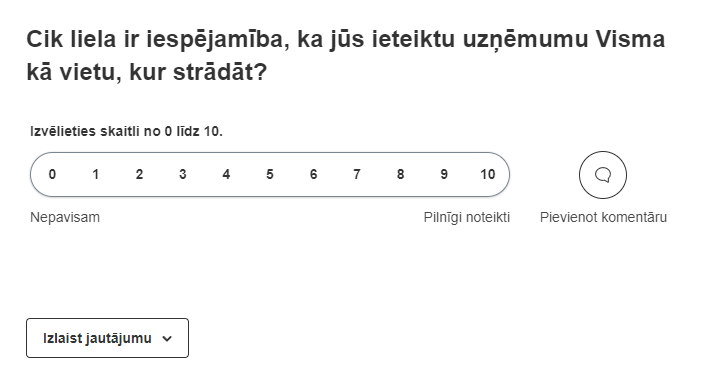 Cik liela ir iespējamība, ka jūs ieteiktu uzņēmumu Visma
kā vietu, kur strādāt?
Izvēlieties skaitli no 0 līdz 10.
0 1 2 3 4 5 6 7 8 9 10
Nepavisam Pilnīgi noteikti Pievienot komentāru
Izlaist jautājumu